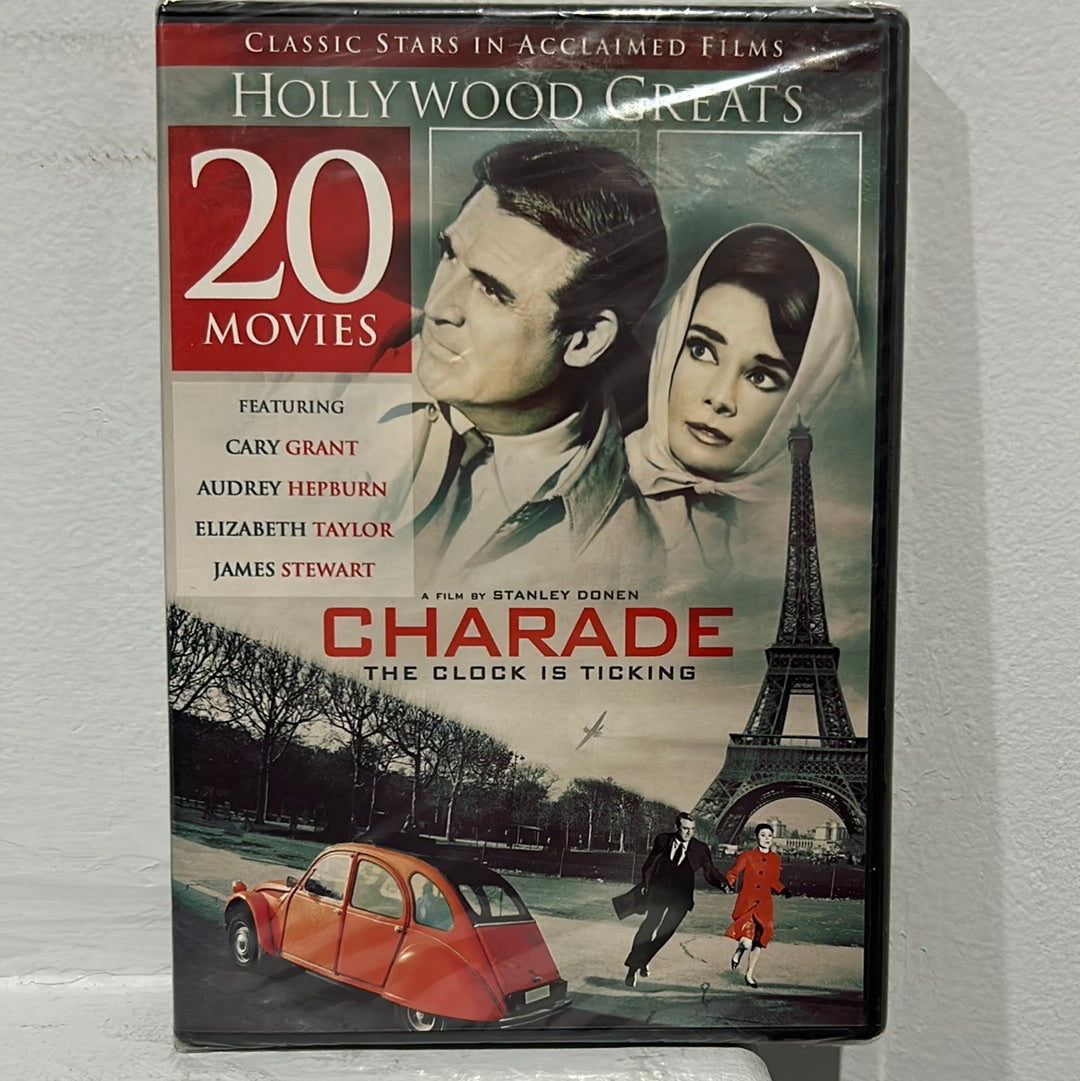 CLASSIC STARS IN ACCLAIMED FILMS
HOLLYWOOD GREATS
20
MOVIES
FEATURING
CARY GRANT
AUDREY HEPBURN
ELIZABETH TAYLOR
JAMES STEWART
A FILM BY STANLEY DONEN
CHARADE
THE CLOCK IS TICKING